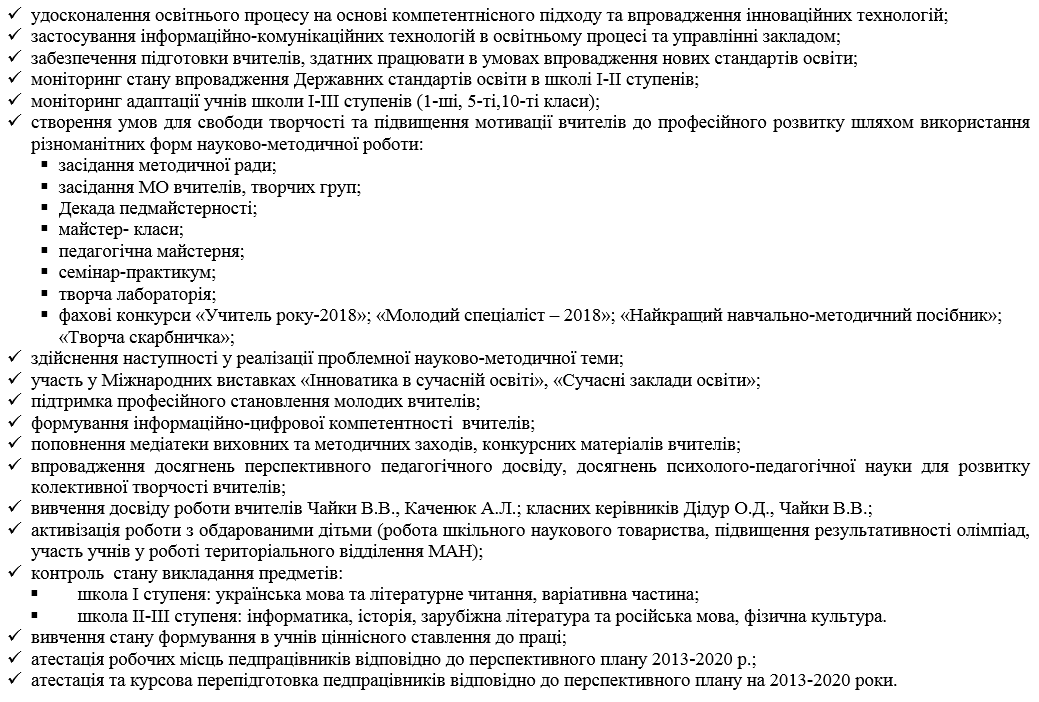 ✓ удосконалення освітнього процесу на основі компетентнісного підходу та впровадження інноваційних технологій;
✓ застосування інформаційно-комунікаційних технологій в освітньому процесі та управлінні закладом;
✓ забезпечення підготовки вчителів, здатних працювати в умовах впровадження нових стандартів освіти;
✓ моніторинг стану впровадження Державних стандартів освіти в школі І-ІІ ступенів;
✓ моніторинг адаптації учнів школи І-ІІІ ступенів (1-ші, 5-ті,10-ті класи);
✓ створення умов для свободи творчості та підвищення мотивації вчителів до професійного розвитку шляхом використання
різноманітних форм науково-методичної роботи:
▪ засідання методичної ради;
▪ засідання МО вчителів, творчих груп;
▪ Декада педмайстерності;
▪ майстер- класи;
▪ педагогічна майстерня;
▪ семінар-практикум;
▪ творча лабораторія;
▪ фахові конкурси «Учитель року-2018»; «Молодий спеціаліст – 2018»; «Найкращий навчально-методичний посібник»;
«Творча скарбничка»;
✓ здійснення наступності у реалізації проблемної науково-методичної теми;
✓ участь у Міжнародних виставках «Інноватика в сучасній освіті», «Сучасні заклади освіти»;
✓ підтримка професійного становлення молодих вчителів;
✓ формування інформаційно-цифрової компетентності  вчителів;
✓ поповнення медіатеки виховних та методичних заходів, конкурсних матеріалів вчителів;
✓ впровадження досягнень перспективного педагогічного досвіду, досягнень психолого-педагогічної науки для розвитку
колективної творчості вчителів;
✓ вивчення досвіду роботи вчителів Чайки В.В., Каченюк А.Л.; класних керівників Дідур О.Д., Чайки В.В.;
✓ активізація роботи з обдарованими дітьми (робота шкільного наукового товариства, підвищення результативності олімпіад,
участь учнів у роботі територіального відділення МАН);
✓ контроль  стану викладання предметів:
▪ школа І ступеня: українська мова та літературне читання, варіативна частина;
▪ школа ІІ-ІІІ ступеня: інформатика, історія, зарубіжна література та російська мова, фізична культура.
✓ вивчення стану формування в учнів ціннісного ставлення до праці;
✓ атестація робочих місць педпрацівників відповідно до перспективного плану 2013-2020 р.;
✓ атестація та курсова перепідготовка педпрацівників відповідно до перспективного плану на 2013-2020 роки.